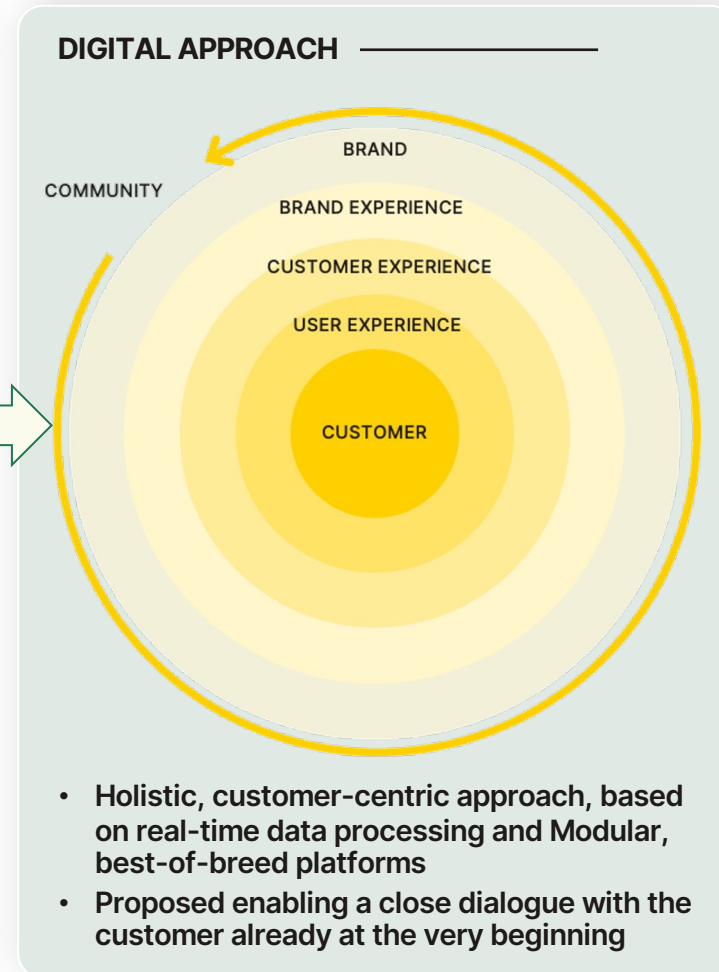 DIGITAL APPROACH
BRAND
COMMUNITY
BRAND EXPERIENCE
CUSTOMER EXPERIENCE
USER EXPERIENCE
CUSTOMER
• Holistic, customer-centric approach, based
on real-time data processing and Modular,
best-of-breed platforms
• Proposed enabling a close dialogue with the
customer already at the very beginning